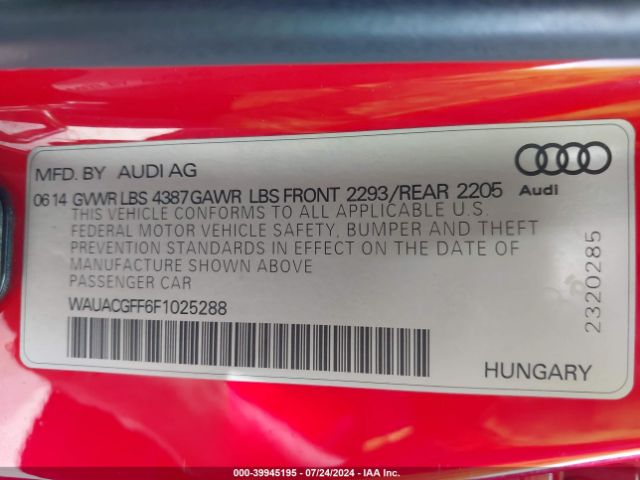 MFD. BY AUDI AG
06 14 GVWR LBS 4387 GAWR LBS FRONT 2293/REAR 2205
THIS VEHICLE CONFORMS TO ALL APPLICABLE U.S.
FEDERAL MOTOR VEHICLE SAFETY, BUMPER AND THEFT
PREVENTION STANDARDS IN EFFECT ON THE DATE OF
MANUFACTURE SHOWN ABOVE
PASSENGER CAR
WAUACGFF6F1025288
Audi
2320285
HUNGARY
000-39945195 - 07/24/2024 - IAA Inc.